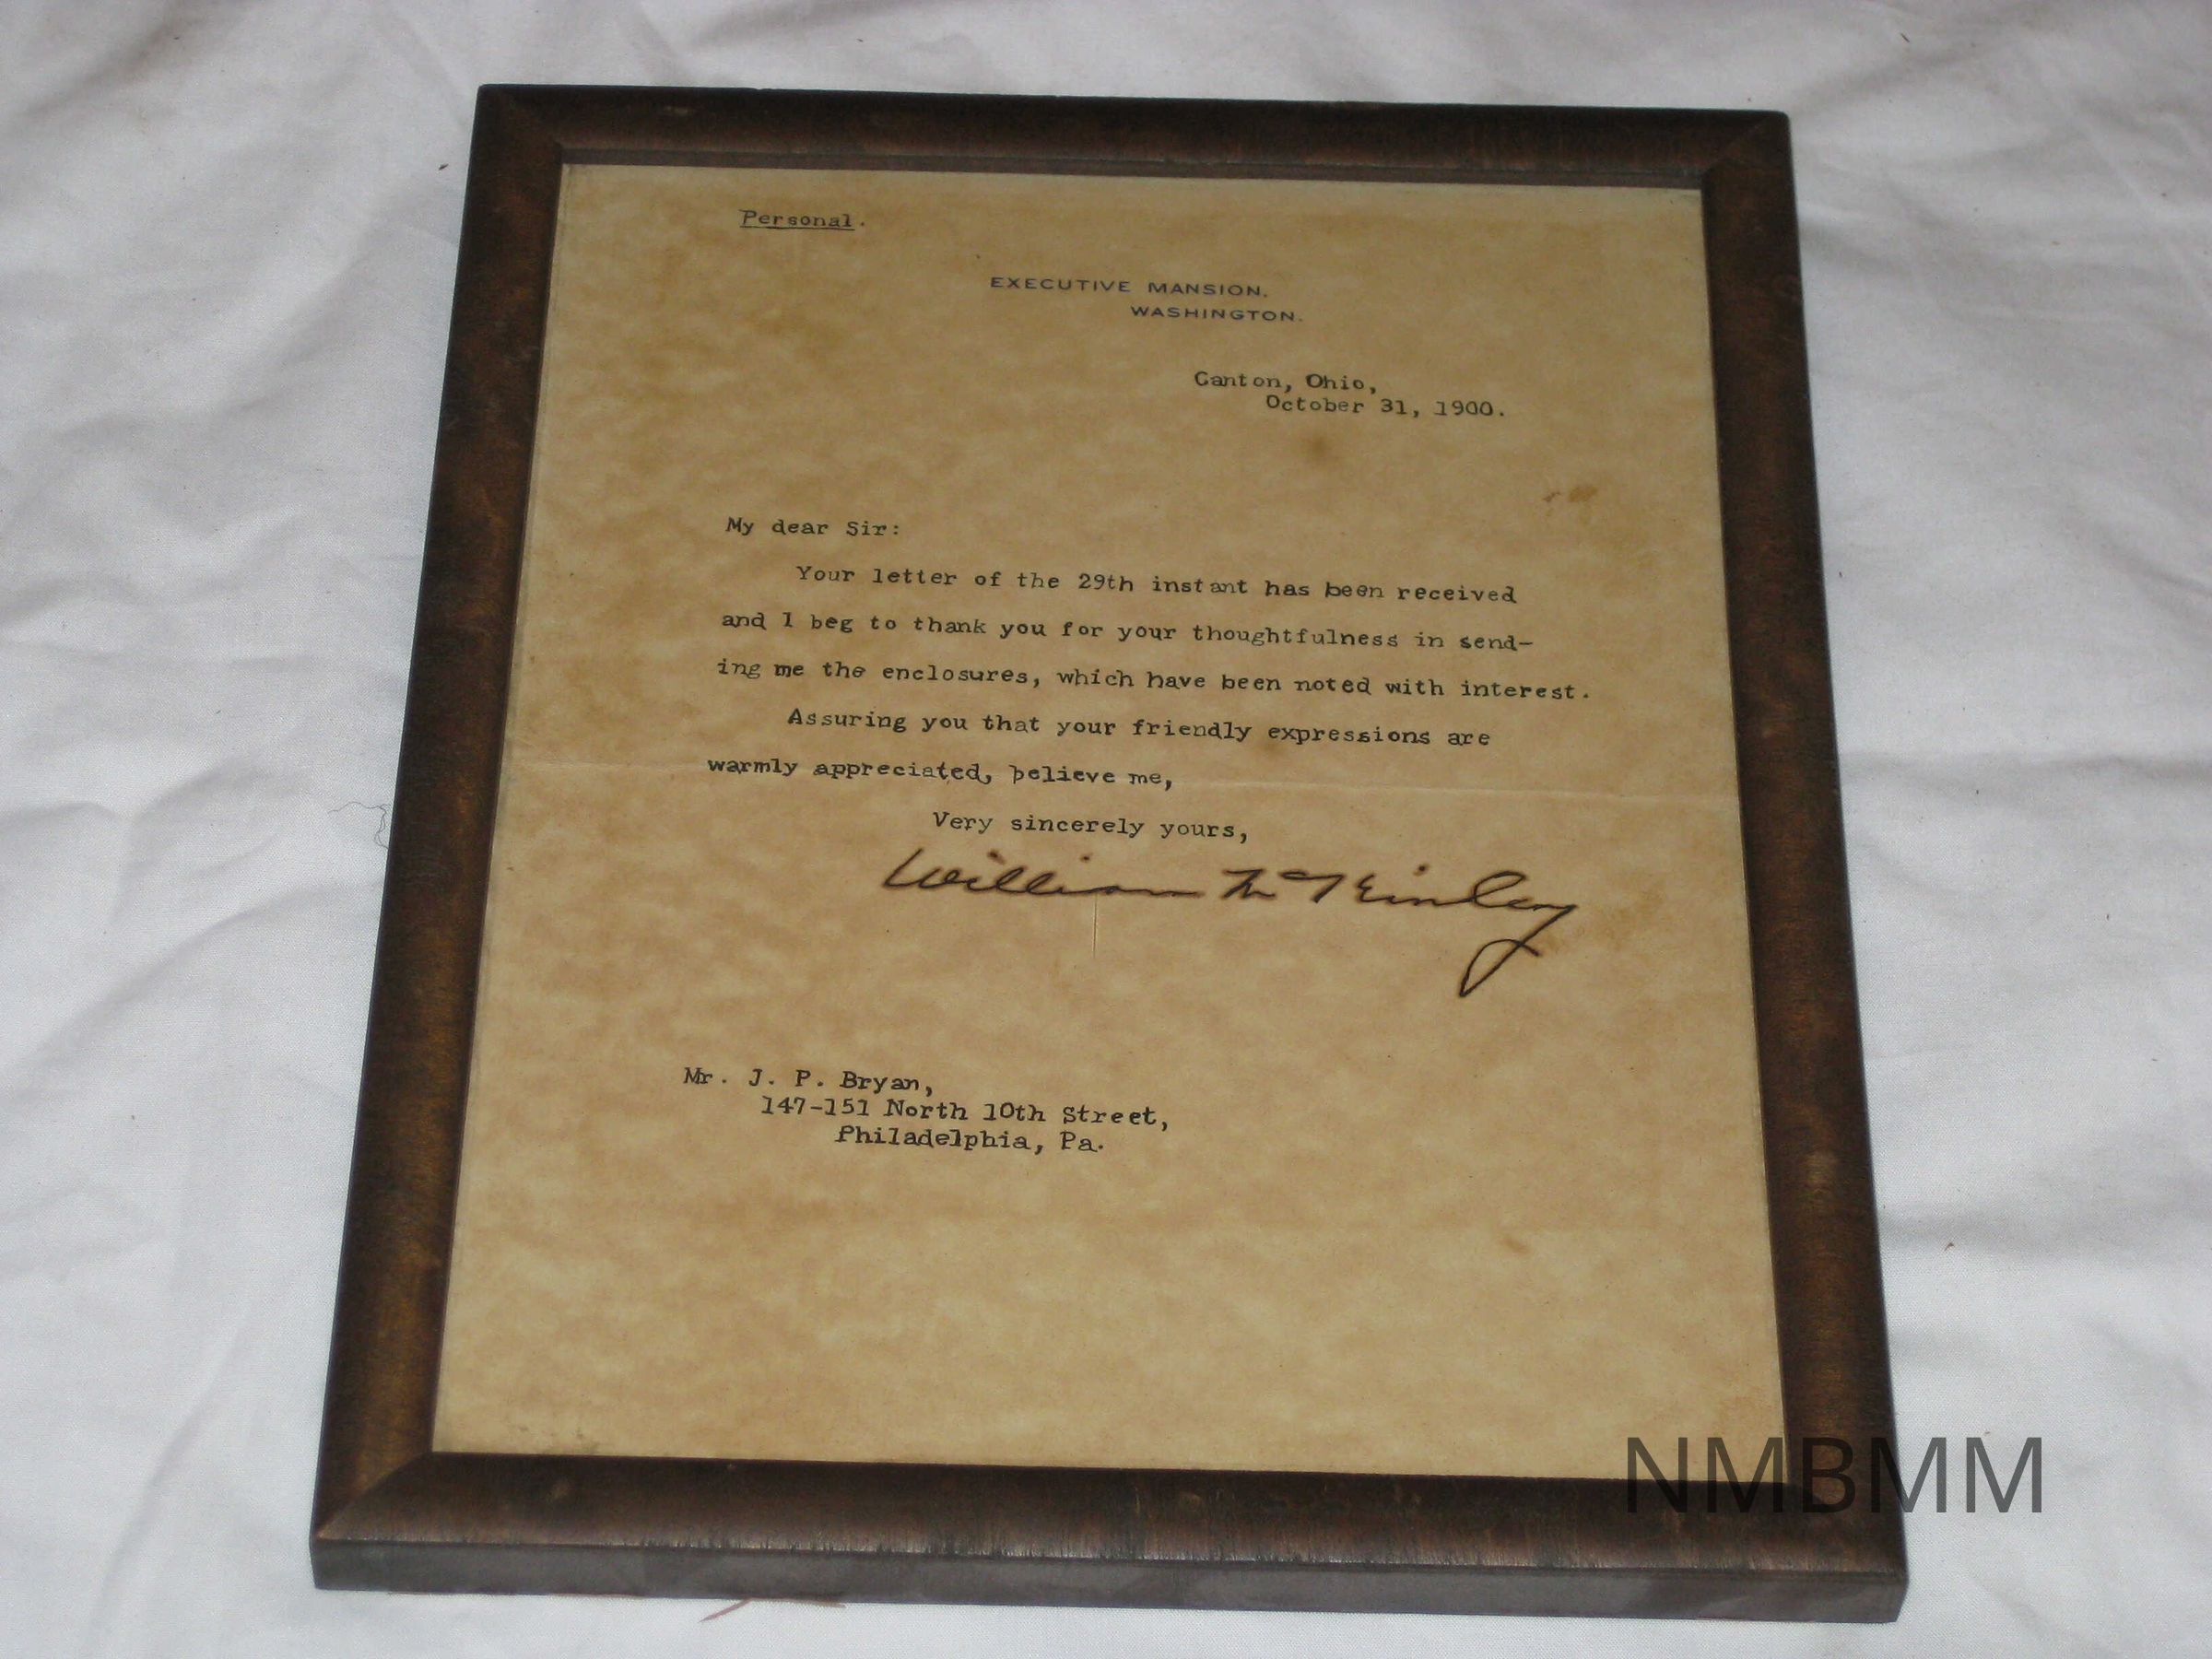 Personal.
EXECUTIVE MANSION.
WASHINGTON.
Canton, Ohio,
October 31, 1900.
My dear Sir:
Your letter of the 29th instant has been received
and I beg to thank you for your thoughtfulness in send-
ing me the enclosures, which have been noted with interest.
Assuring you that your friendly expressions are
warmly appreciated, believe me,
Very sincerely yours,
William McKinley
Mr. J. P. Bryan,
147-151 North 10th Street,
Philadelphia, Pa.
NMBMM